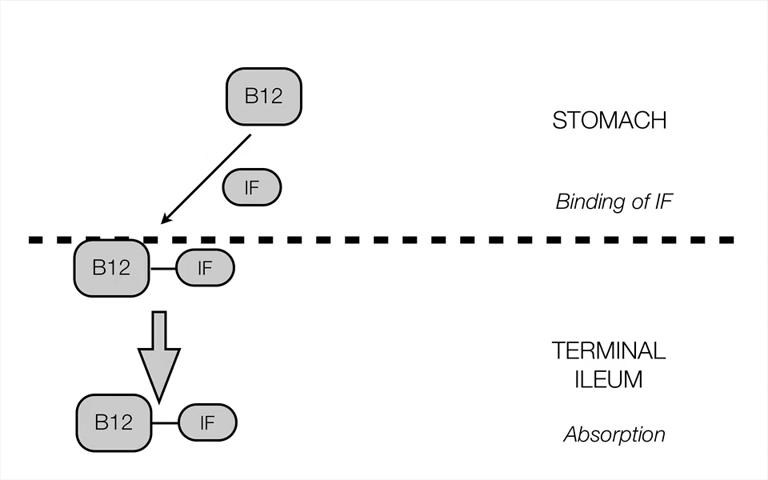 B12
STOMACH
IF
Binding of IF
B12
IF
TERMINAL
ILEUM
B12
IF
Absorption